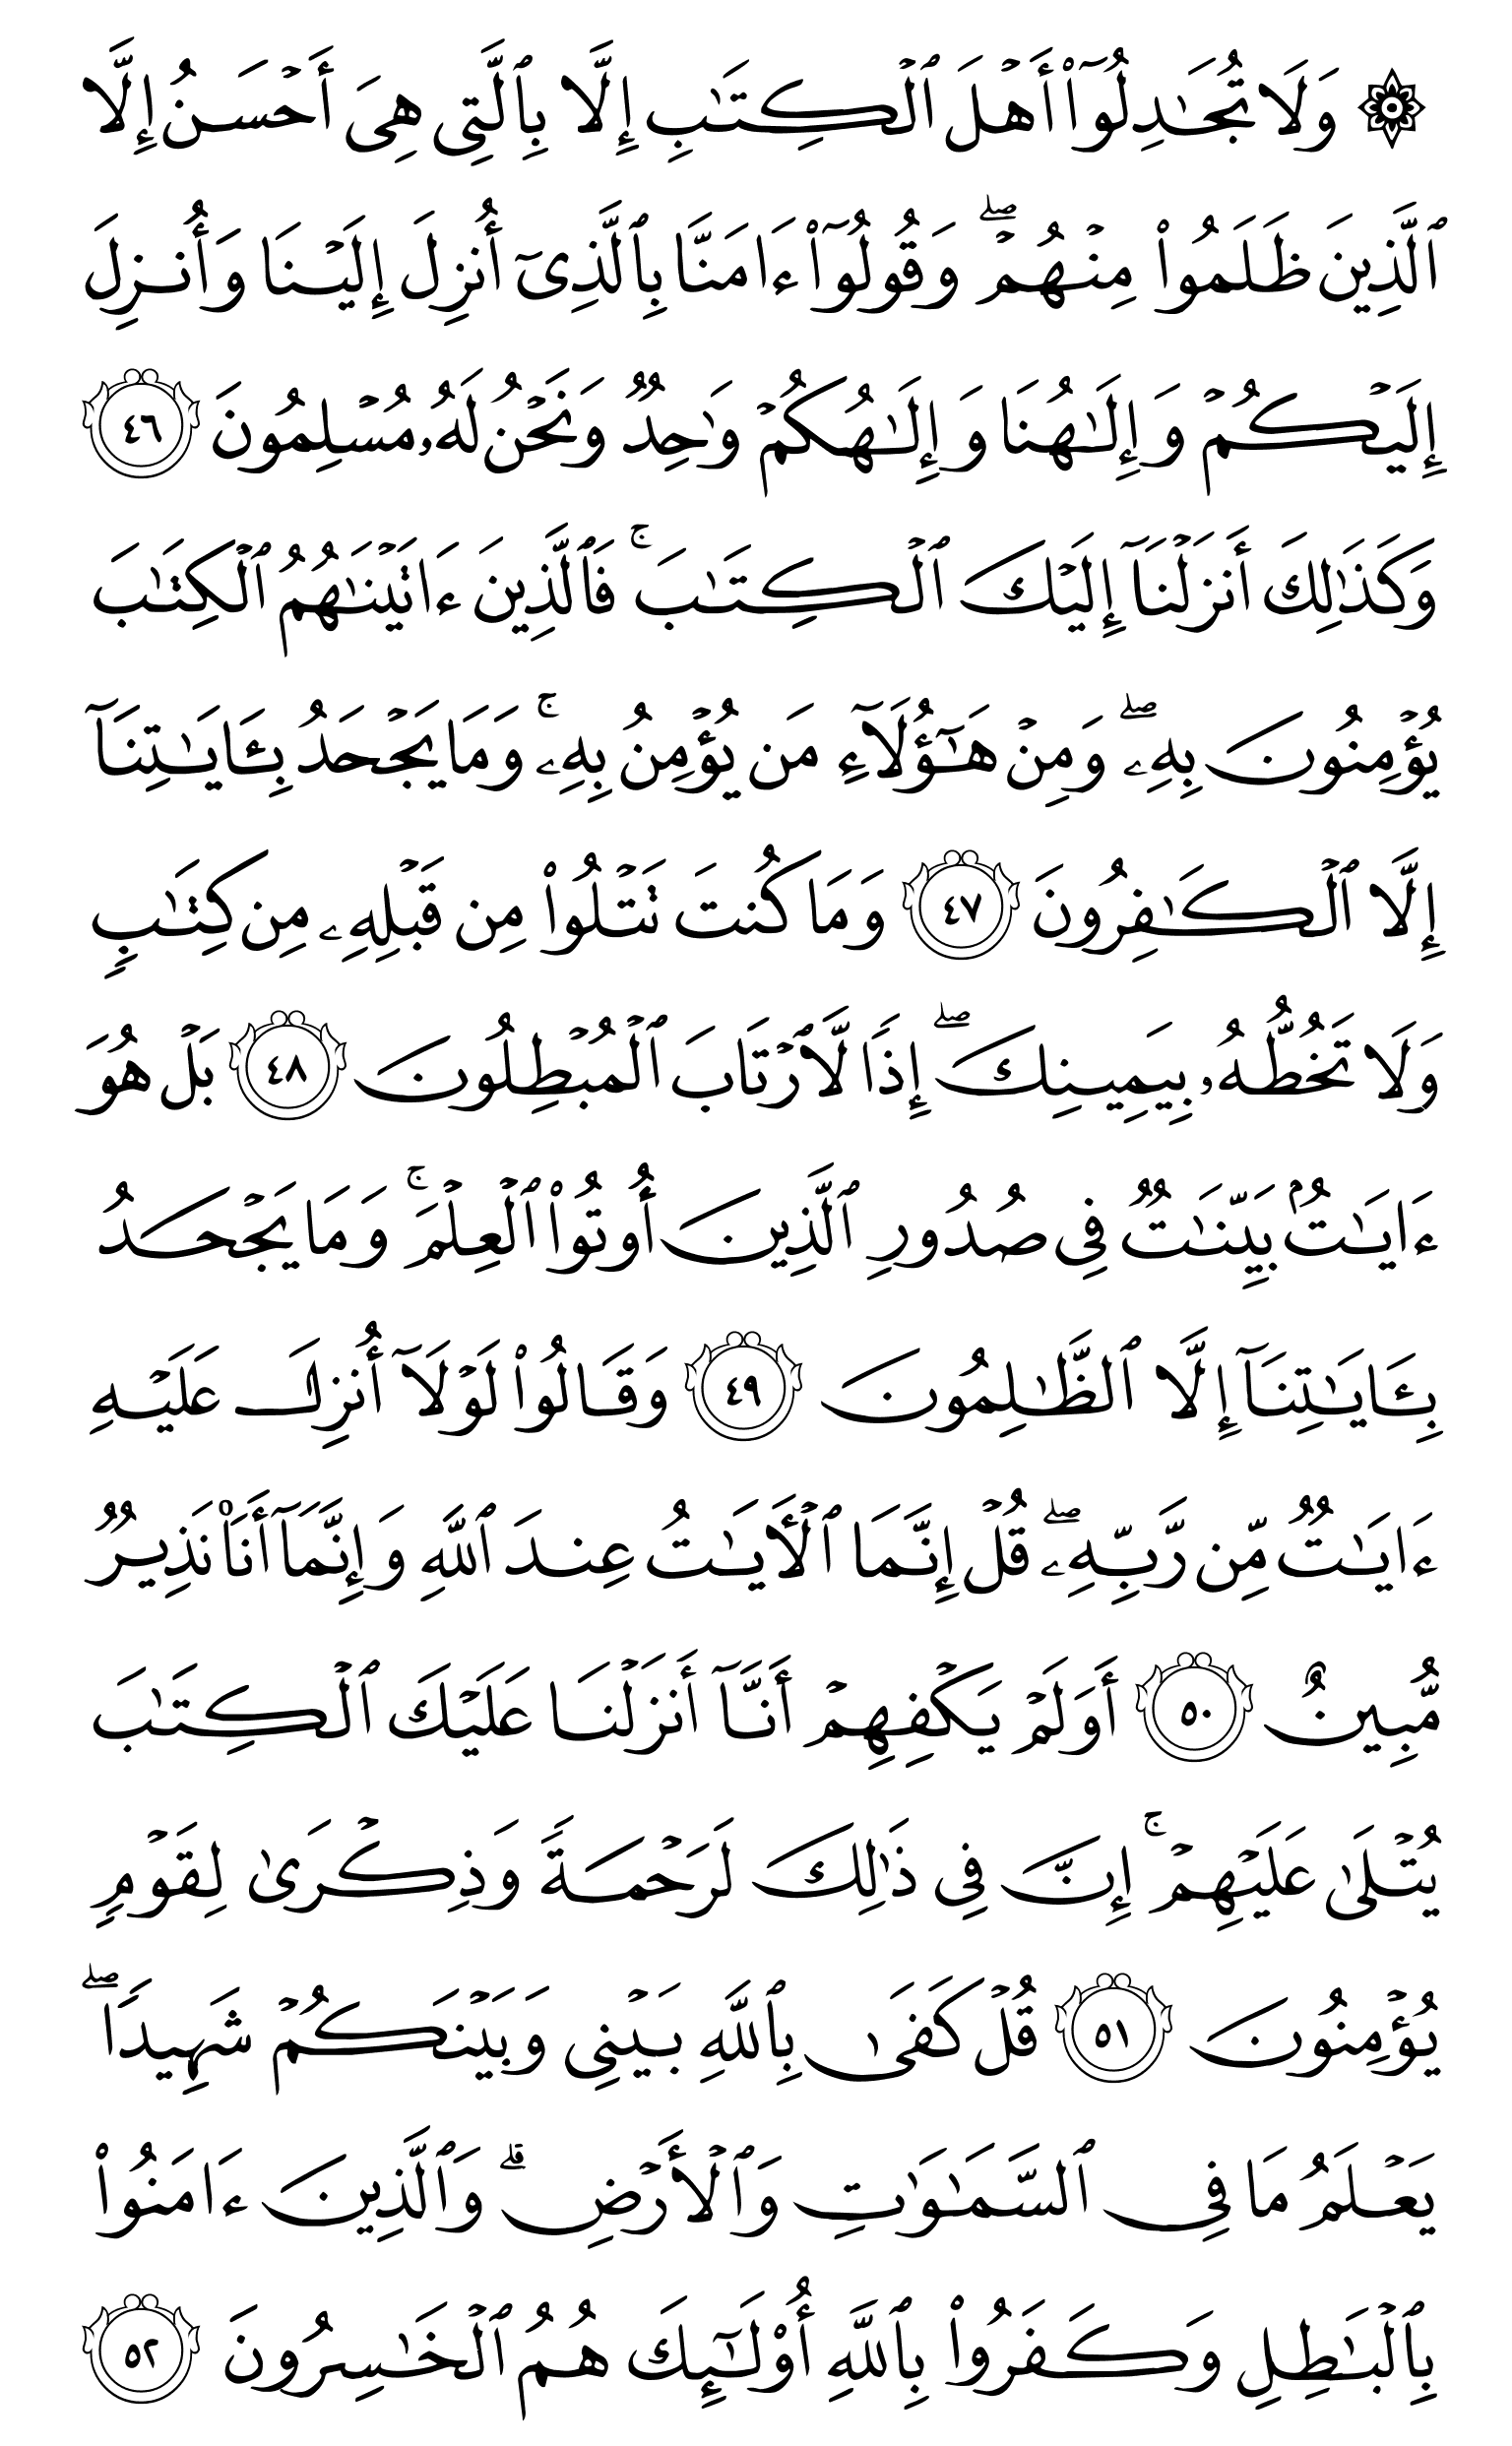 ۞ وَلَا تُجَٰدِلُوٓا۟ أَهْلَ ٱلْكِتَٰبِ إِلَّا بِٱلَّتِى هِىَ أَحْسَنُ إِلَّا
ٱلَّذِينَ ظَلَمُوا۟ مِنْهُمْ ۖ وَقُولُوٓا۟ ءَامَنَّا بِٱلَّذِىٓ أُنزِلَ إِلَيْنَا وَأُنزِلَ
إِلَيْكُمْ وَإِلَٰهُنَا وَإِلَٰهُكُمْ وَٰحِدٌ وَنَحْنُ لَهُۥ مُسْلِمُونَ ٤٦
وَكَذَٰلِكَ أَنزَلْنَآ إِلَيْكَ ٱلْكِتَٰبَ ۚ فَٱلَّذِينَ ءَاتَيْنَٰهُمُ ٱلْكِتَٰبَ
يُؤْمِنُونَ بِهِۦ ۖ وَمِنْ هَٰٓؤُلَآءِ مَن يُؤْمِنُ بِهِۦ ۚ وَمَا يَجْحَدُ بِـَٔايَٰتِنَآ
إِلَّا ٱلْكَٰفِرُونَ ٤٧ وَمَا كُنتَ تَتْلُوا۟ مِن قَبْلِهِۦ مِن كِتَٰبٍ
وَلَا تَخُطُّهُۥ بِيَمِينِكَ ۖ إِذًا لَّٱرْتَابَ ٱلْمُبْطِلُونَ ٤٨ بَلْ هُوَ
ءَايَٰتٌۢ بَيِّنَٰتٌ فِى صُدُورِ ٱلَّذِينَ أُوتُوا۟ ٱلْعِلْمَ ۚ وَمَا يَجْحَدُ
بِـَٔايَٰتِنَآ إِلَّا ٱلظَّٰلِمُونَ ٤٩ وَقَالُوا۟ لَوْلَآ أُنزِلَ عَلَيْهِ
ءَايَٰتٌ مِّن رَّبِّهِۦ ۖ قُلْ إِنَّمَا ٱلْـَٔايَٰتُ عِندَ ٱللَّهِ وَإِنَّمَآ أَنَا۠ نَذِيرٌ
مُّبِينٌ ٥٠ أَوَلَمْ يَكْفِهِمْ أَنَّآ أَنزَلْنَا عَلَيْكَ ٱلْكِتَٰبَ
يُتْلَىٰ عَلَيْهِمْ ۚ إِنَّ فِى ذَٰلِكَ لَرَحْمَةً وَذِكْرَىٰ لِقَوْمٍ
يُؤْمِنُونَ ٥١ قُلْ كَفَىٰ بِٱللَّهِ بَيْنِى وَبَيْنَكُمْ شَهِيدًا ۖ
يَعْلَمُ مَا فِى ٱلسَّمَٰوَٰتِ وَٱلْأَرْضِ ۗ وَٱلَّذِينَ ءَامَنُوا۟
بِٱلْبَٰطِلِ وَكَفَرُوا۟ بِٱللَّهِ أُو۟لَٰٓئِكَ هُمُ ٱلْخَٰسِرُونَ ٥٢